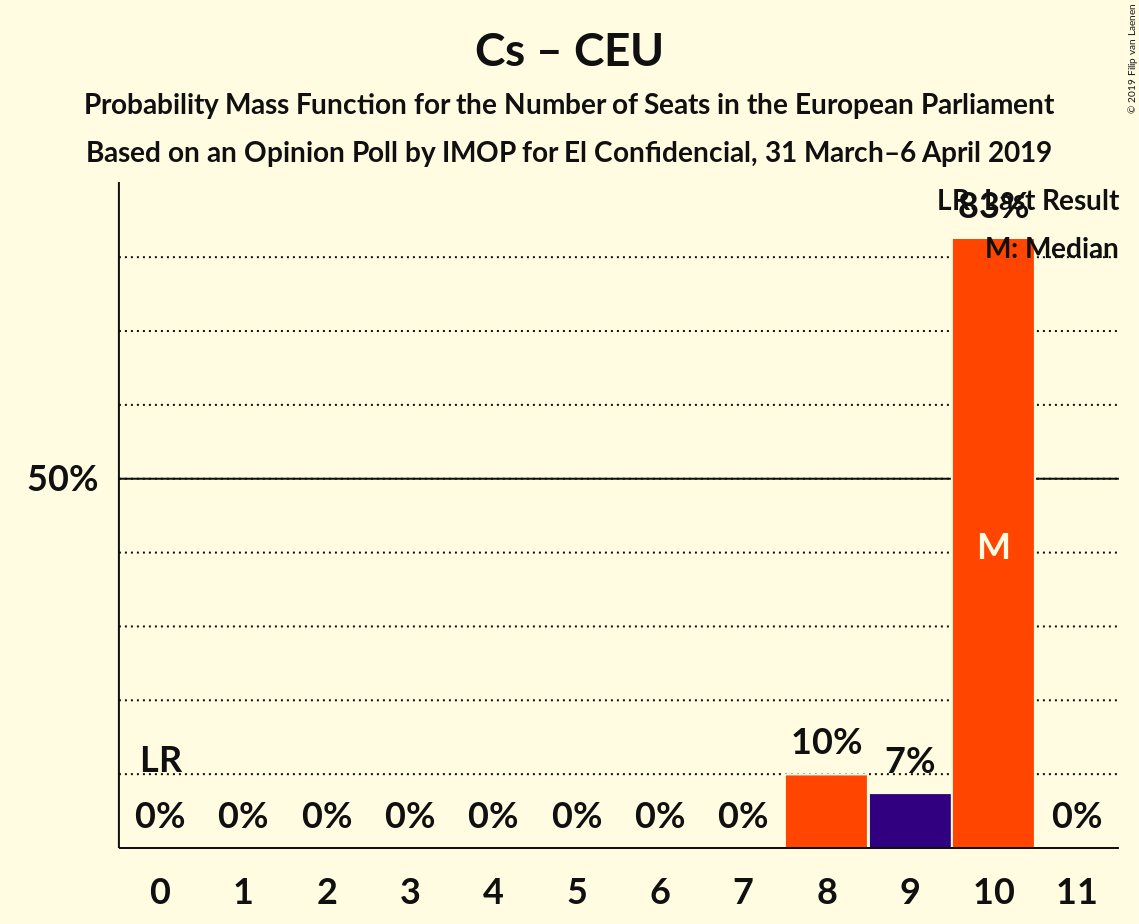 Cs – CEU
Probability Mass Function for the Number of Seats in the European Parliament
Based on an Opinion Poll by IMOP for El Confidencial, 31 March–6 April 2019
© 2019 Filip van Laenen
LR: Last Result
83%
M: Median
50%
M
LR
10%
7%
0% 0% 0% 0% 0% 0% 0% 0% 0%
0 1 2 3 4 5 6 7 8 9 10 11